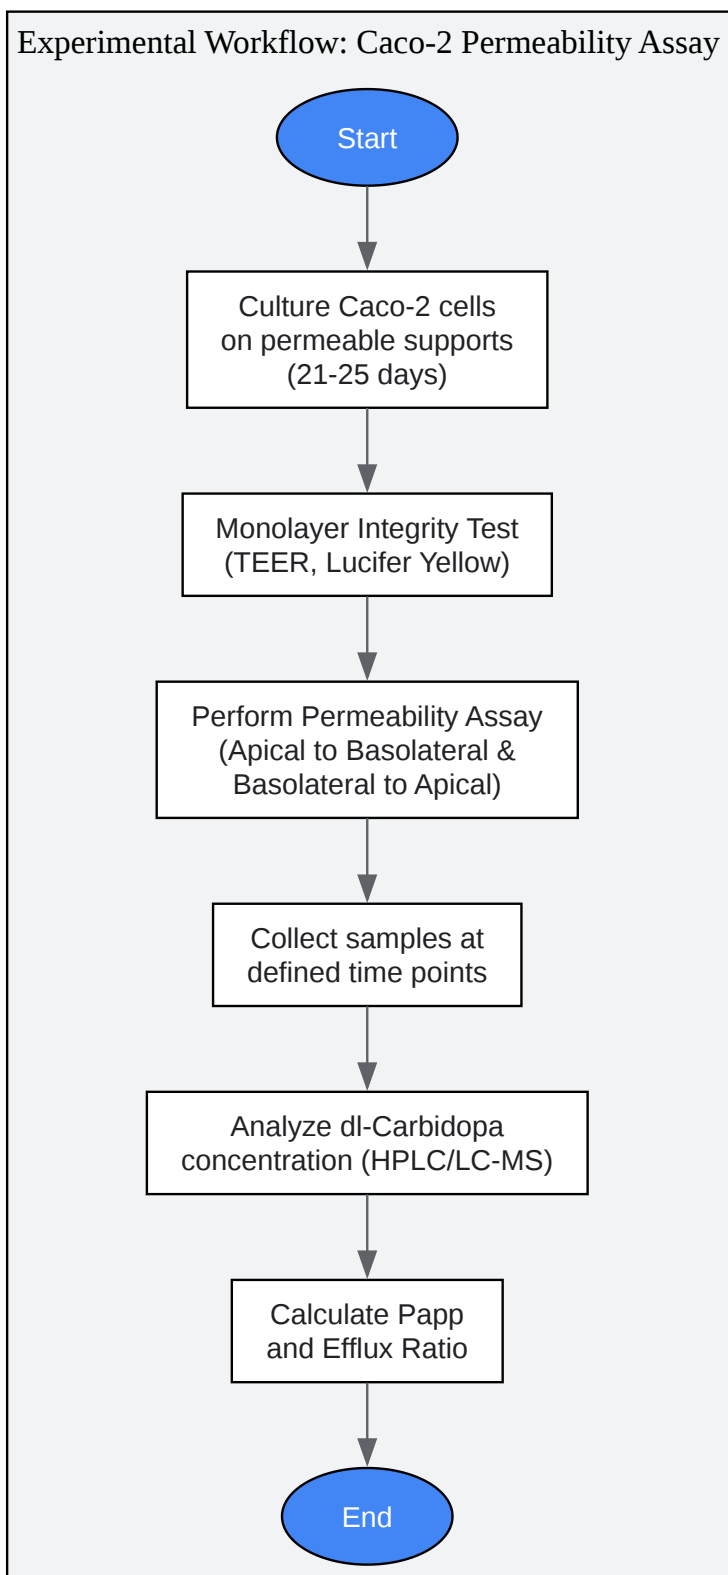 Experimental Workflow: Caco-2 Permeability Assay
Start
Culture Caco-2 cells
on permeable supports
(21-25 days)
Monolayer Integrity Test
(TEER, Lucifer Yellow)
Perform Permeability Assay
(Apical to Basolateral &
Basolateral to Apical)
Collect samples at
defined time points
Analyze dl-Carbidopa
concentration (HPLC/LC-MS)
Calculate Papp
and Efflux Ratio
End